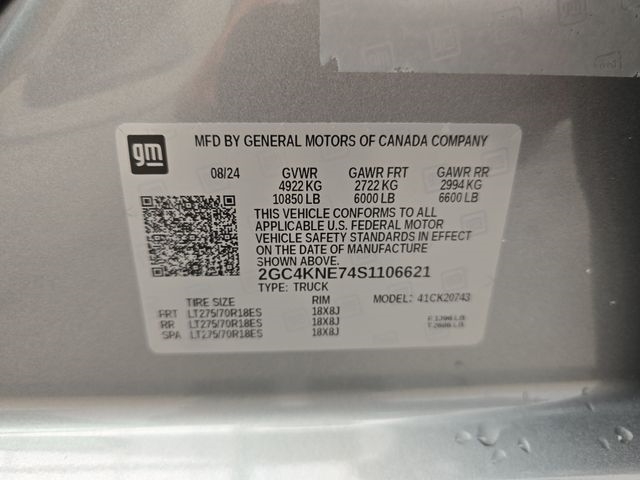 gm
MFD BY GENERAL MOTORS OF CANADA COMPANY
08/24 GVWR GAWR FRT GAWR RR
4922 KG 2722 KG 2994 KG
10850 LB 6000 LB 6600 LB
THIS VEHICLE CONFORMS TO ALL
APPLICABLE U.S. FEDERAL MOTOR
VEHICLE SAFETY STANDARDS IN EFFECT
ON THE DATE OF MANUFACTURE
SHOWN ABOVE.
2GC4KNE74S1106621
TYPE: TRUCK
MODEL: 41CK20743
TIRE SIZE RIM
FRT LT275/70R18ES 18X8J
RR LT275/70R18ES 18X8J
SPA LT275/70R18ES 18X8J